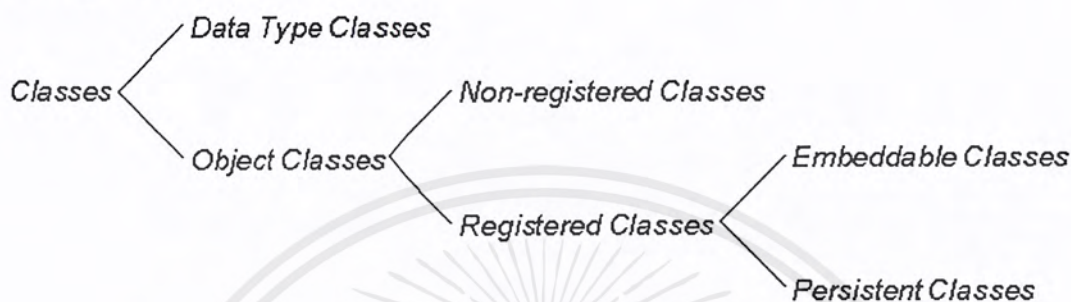 Data Type Classes
Classes
Non-registered Classes
Object Classes
Embeddable Classes
Registered Classes
Persistent Classes